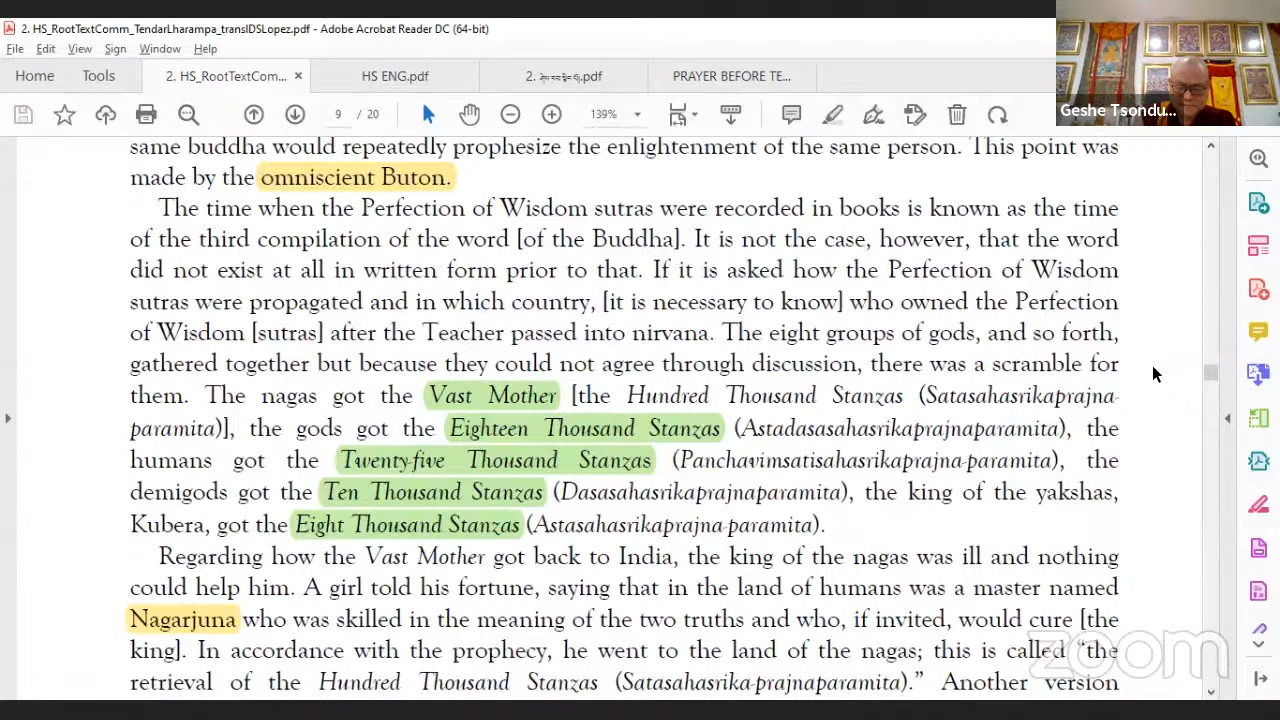 2. HS_RootTextComm_TendarLharampa_transIDSLopez.pdf - Adobe Acrobat Reader DC (64-bit)
File Edit View Sign Window Help
Home Tools 2. HS_RootTextCom... × HS ENG.pdf PRAYER BEFORE TE...
9 / 20 139%
Geshe Tsondu...
same buddha would repeatedly prophesize the enlightenment of the same person. This point was
made by the omniscient Buton.
The time when the Perfection of Wisdom sutras were recorded in books is known as the time
of the third compilation of the word [of the Buddha]. It is not the case, however, that the word
did not exist at all in written form prior to that. If it is asked how the Perfection of Wisdom
sutras were propagated and in which country, [it is necessary to know] who owned the Perfection
of Wisdom [sutras] after the Teacher passed into nirvana. The eight groups of gods, and so forth,
gathered together but because they could not agree through discussion, there was a scramble for
them. The nagas got the Vast Mother [the Hundred Thousand Stanzas (Satasahasrikaprajna-
paramita)], the gods got the Eighteen Thousand Stanzas (Astadasasahasrikaprajnaparamita), the
humans got the Twenty-five Thousand Stanzas (Panchavimsatisahasrikaprajna-paramita), the
demigods got the Ten Thousand Stanzas (Dasasahasrikaprajnaparamita), the king of the yakshas,
Kubera, got the Eight Thousand Stanzas (Astasahasrikaprajna-paramita).
Regarding how the Vast Mother got back to India, the king of the nagas was ill and nothing
could help him. A girl told his fortune, saying that in the land of humans was a master named
Nagarjuna who was skilled in the meaning of the two truths and who, if invited, would cure [the
king]. In accordance with the prophecy, he went to the land of the nagas; this is called "the
retrieval of the Hundred Thousand Stanzas (Satasahasrika-prajnaparamita)." Another version
zoom